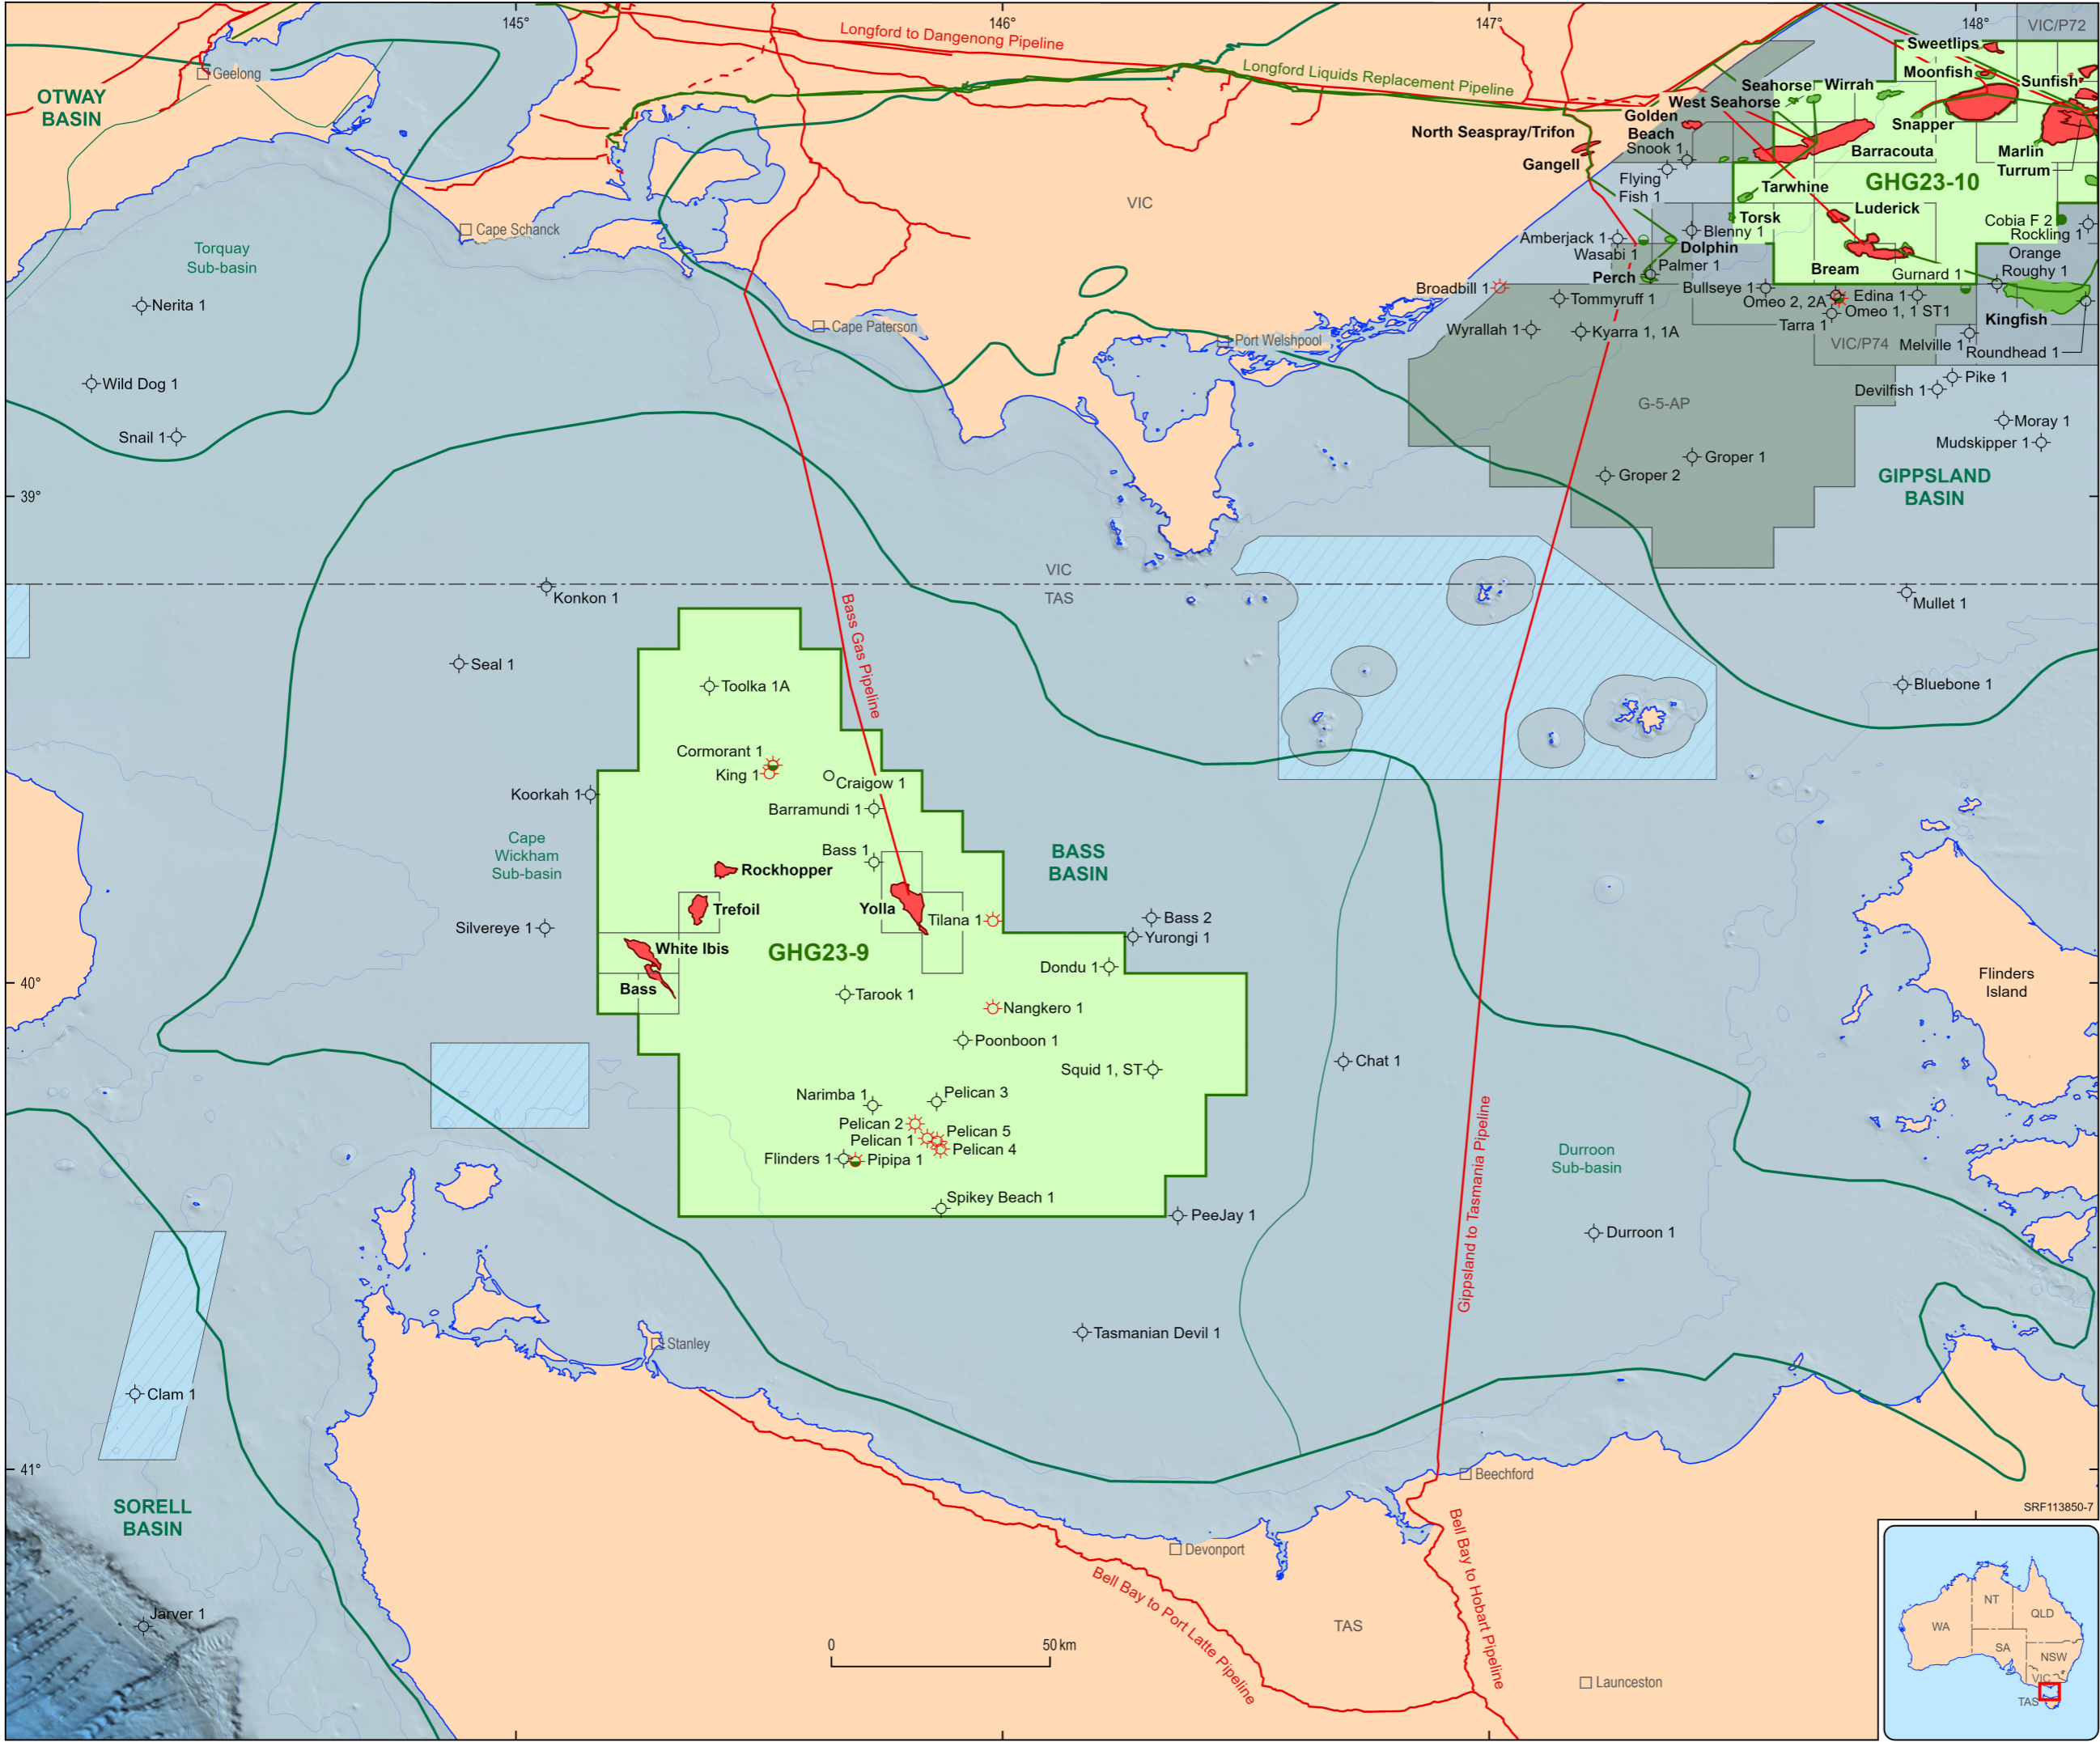 145°
146°
147°
148°
39°
40°
41°
OTWAY
BASIN
Geelong
Longford to Dangenong Pipeline
Longford Liquids Replacement Pipeline
VIC/P72
Sweetlips
Moonfish
Sunfish
Seahorse
Wirrah
West Seahorse
Golden
Beach
Snook 1
Snapper
North Seaspray/Trifon
Gangell
Barracouta
Marlin
Turrum
Flying
Fish 1
Tarwhine
GHG23-10
Luderick
Torsk
Cobia F 2
Rockling 1
Amberjack 1
Blenny 1
Wasabi 1
Dolphin
Orange
Roughy 1
Palmer 1
Perch
Bream
Gurnard 1
Broadbill 1
Bullseye 1
Tommyruff 1
Omeo 2, 2A
Edina 1
Omeo 1, 1 ST1
Tarra 1
Kingfish
Wyrallah 1
Kyarra 1, 1A
VIC/P74
Melville 1
Roundhead 1
Pike 1
Devilfish 1
G-5-AP
Moray 1
Mudskipper 1
Groper 1
Groper 2
GIPPSLAND
BASIN
VIC
Cape Schanck
Torquay
Sub-basin
Nerita 1
Cape Paterson
Port Welshpool
Wild Dog 1
Snail 1
VIC
TAS
Konkon 1
Mullet 1
Seal 1
Bass Gas Pipeline
Toolka 1A
Bluebone 1
Cormorant 1
King 1
Craigow 1
Koorkah 1
Barramundi 1
Cape
Wickham
Sub-basin
Bass 1
BASS
BASIN
Rockhopper
Trefoil
Yolla
Tilana 1
Bass 2
Yurongi 1
Silvereye 1
White Ibis
GHG23-9
Dondu 1
Bass
Tarook 1
Nangkero 1
Flinders
Island
Poonboon 1
Chat 1
Squid 1, ST
Narimba 1
Pelican 3
Pelican 2
Pelican 5
Pelican 1
Pelican 4
Flinders 1
Pipipa 1
Spikey Beach 1
PeeJay 1
Durroon
Sub-basin
Durroon 1
Gippsland to Tasmania Pipeline
Tasmanian Devil 1
Stanley
Clam 1
Beechford
SORELL
BASIN
Jarver 1
Devonport
Bell Bay to Port Latte Pipeline
Bell Bay to Hobart Pipeline
TAS
Launceston
0
50 km
SRF113850-7
WA
NT
QLD
SA
NSW
VIC
TAS